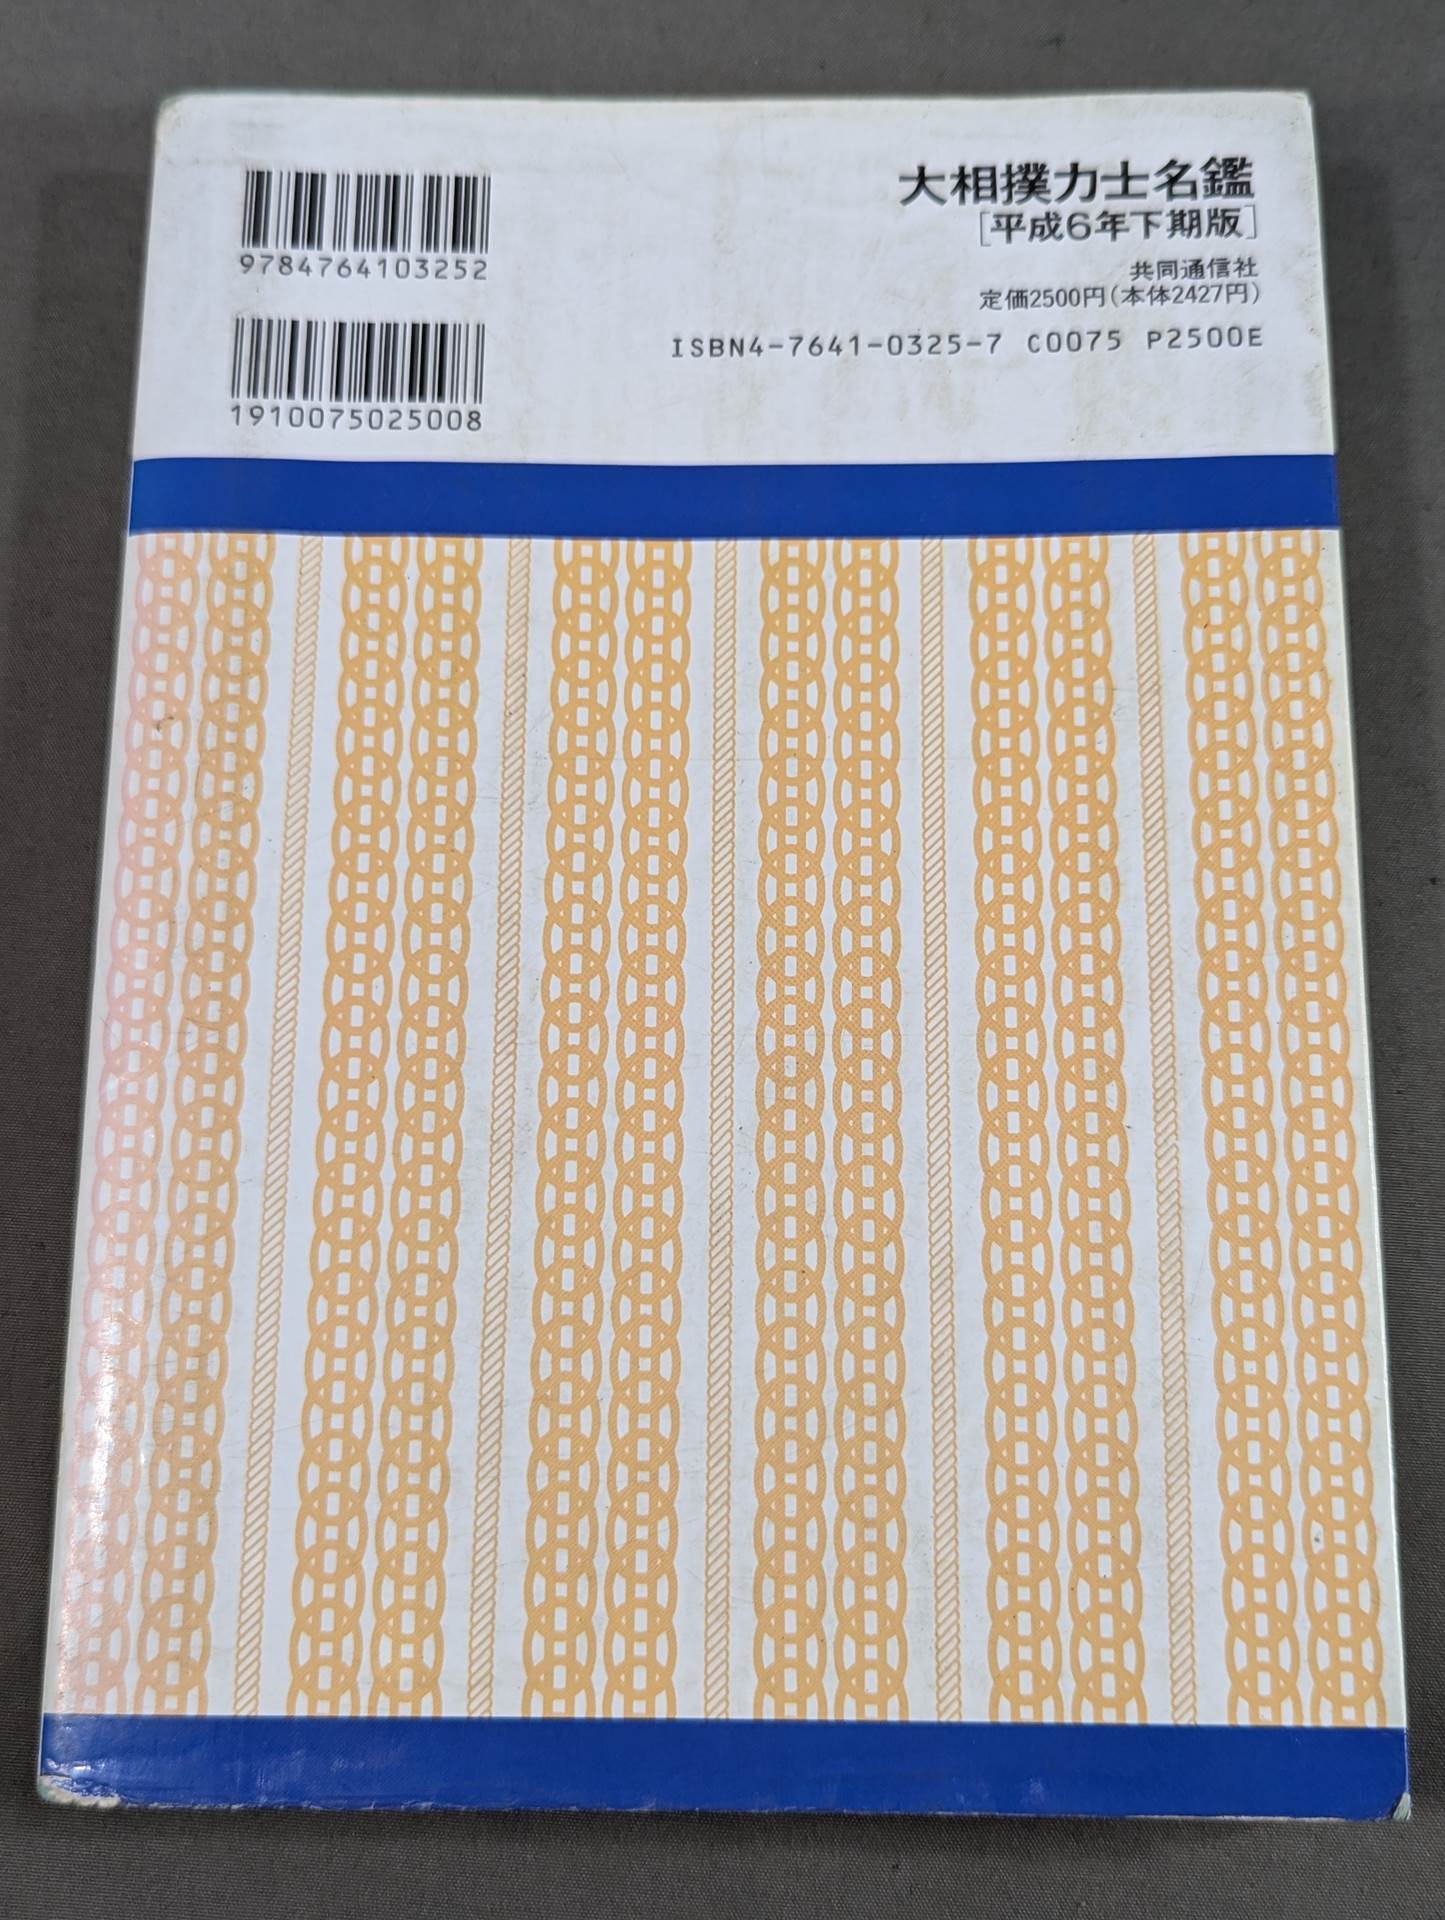 大相撲力士名鑑
[平成6年下期版]
共同通信社
定価2500円(本体2427円)
ISBN4-7641-0325-7 C0075 P2500E
9784764103252
1910075025008